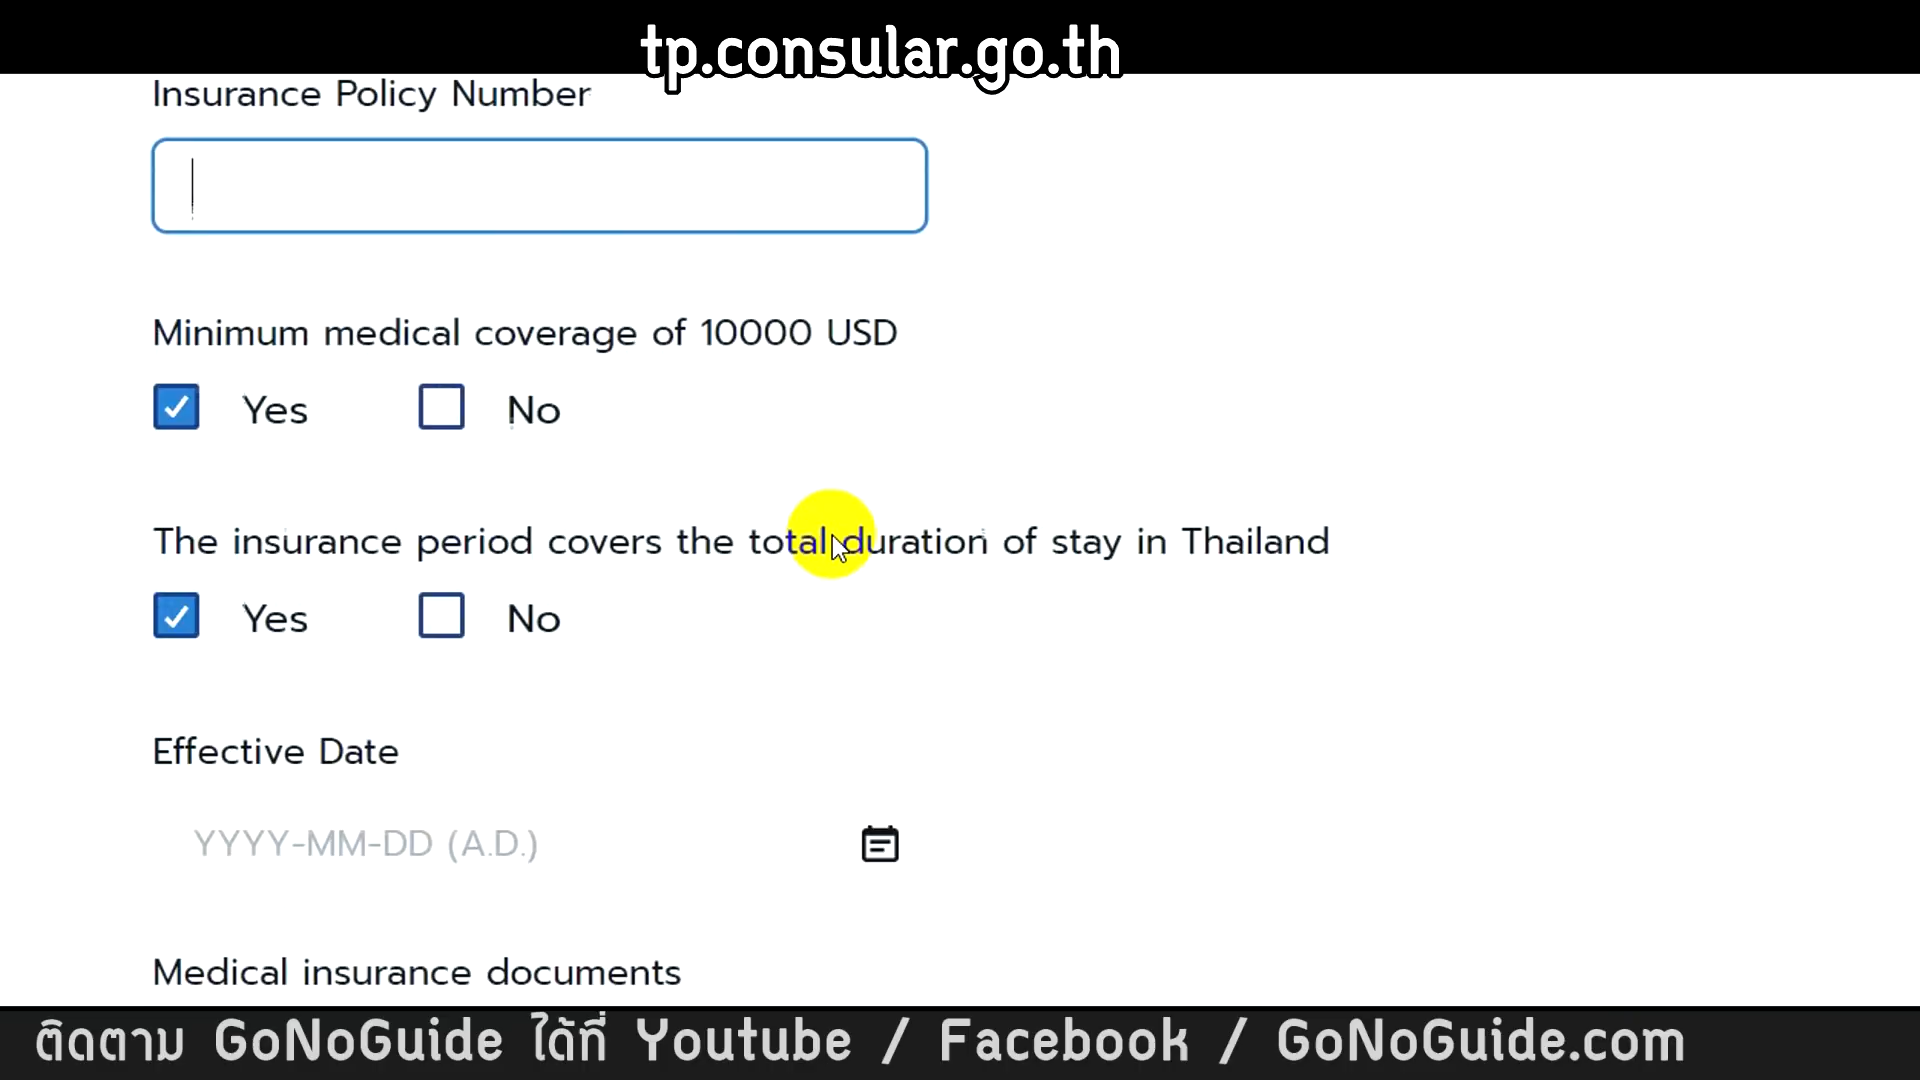 tp.consular.go.th
Insurance Policy Number
Minimum medical coverage of 10000 USD
Yes No
The insurance period covers the total duration of stay in Thailand
Yes No
Effective Date
YYYY-MM-DD (A.D.)
Medical insurance documents
ติดตาม GoNoGuide ได้ที่ Youtube / Facebook / GoNoGuide.com